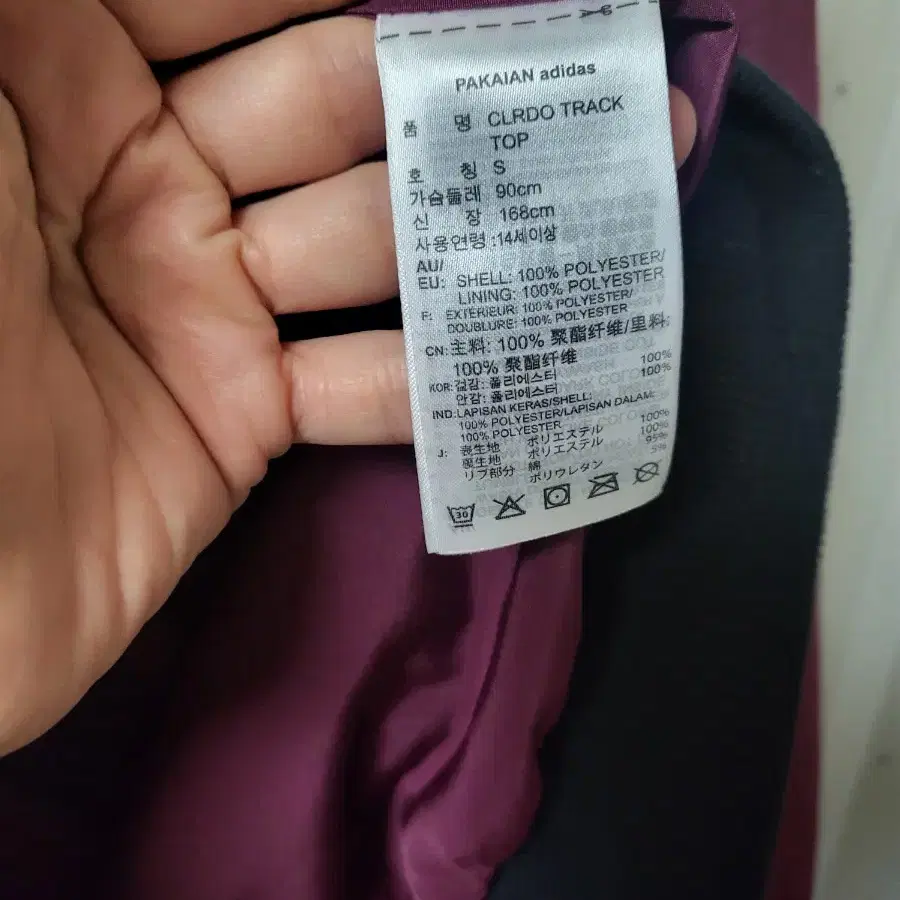 PAKAIAN adidas
품 명 CLRDO TRACK
TOP
호 칭 S
가슴둘레 90cm
신 장 168cm
사용연령 :14세이상
AU/
EU: SHELL: 100% POLYESTER/
LINING: 100% POLYESTER
F: EXTERIEUR: 100% POLYESTER/
DOUBLURE: 100% POLYESTER
CN: 主料: 100% 聚酯纤维/里料:
100% 聚酯纤维
KOR: 겉감: 폴리에스터 100%
안감: 폴리에스터 100%
IND: LAPISAN KERAS/SHELL:
100% POLYESTER/LAPISAN DALAM:
100% POLYESTER
J: 表生地 ポリエステル 100%
裏生地 ポリエステル 100%
リブ部分 綿 95%
ポリウレタン 5%
30